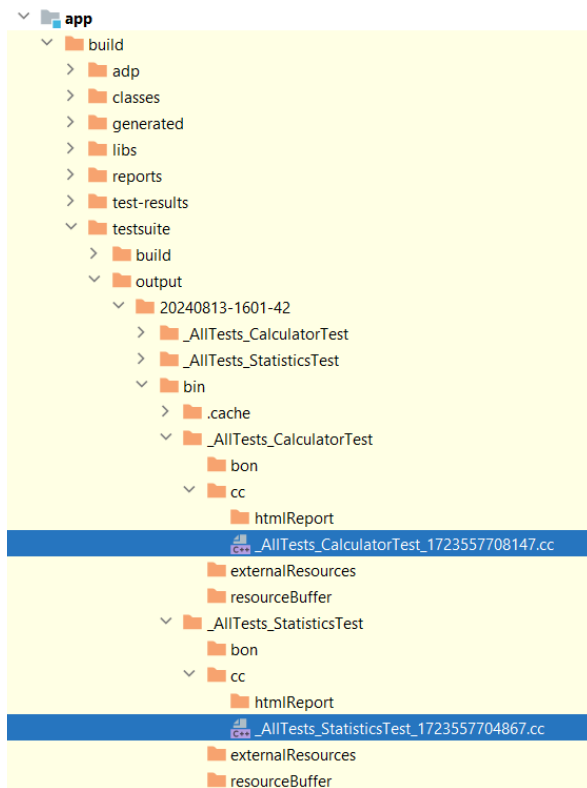 app
build
adp
classes
generated
libs
reports
test-results
testsuite
build
output
20240813-1601-42
_AllTests_CalculatorTest
_AllTests_StatisticsTest
bin
.cache
_AllTests_CalculatorTest
bon
cc
htmlReport
C++ _AllTests_CalculatorTest_1723557708147.cc
externalResources
resourceBuffer
_AllTests_StatisticsTest
bon
cc
htmlReport
C++ _AllTests_StatisticsTest_1723557704867.cc
externalResources
resourceBuffer